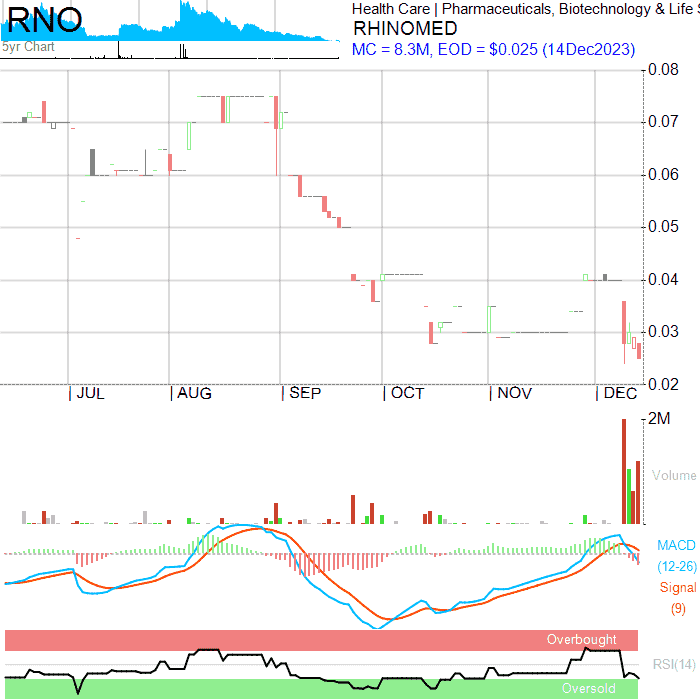 RNO
5yr Chart
Health Care | Pharmaceuticals, Biotechnology & Life
RHINOMED
MC = 8.3M, EOD = $0.025 (14Dec2023)
0.08
0.07
0.06
0.05
0.04
0.03
0.02
JUL AUG SEP OCT NOV DEC
2M
Volume
MACD
(12-26)
Signal
(9)
Overbought
RSI(14)
Oversold